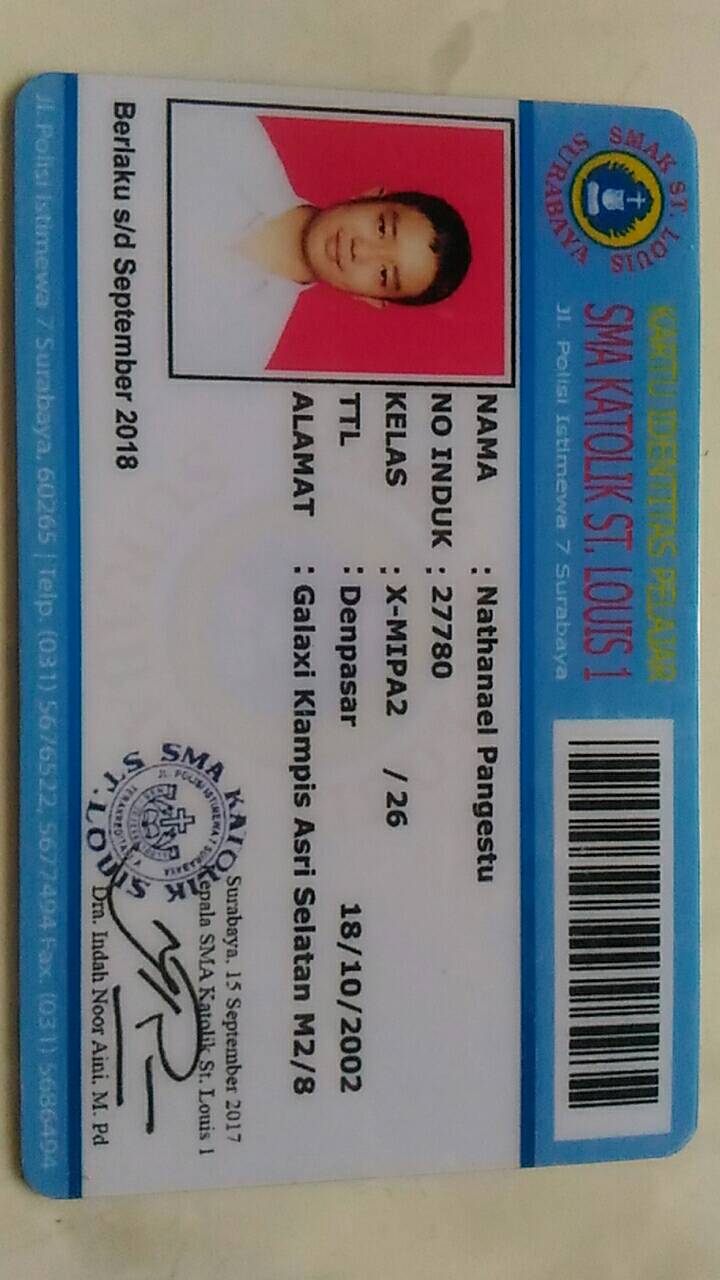 SMAK ST. LOUIS
SURABAYA
KARTU IDENTITAS PELAJAR
SMA KATOLIK ST. LOUIS 1
Jl. Polisi Istimewa 7 Surabaya
NAMA : Nathanael Pangestu
NO INDUK : 27780
KELAS : X-MIPA2 / 26
TTL : Denpasar 18/10/2002
ALAMAT : Galaxi Klampis Asri Selatan M2/8
Berlaku s/d September 2018
Surabaya, 15 September 2017
Kepala SMA Katolik St. Louis 1
SMA KATOLIK
ST. LOUIS
JL. POLISI ISTIMEWA 7 SURABAYA
Dra. Indah Noor Aini, M. Pd
Jl. Polisi Istimewa 7 Surabaya, 60265 | Telp. (031) 5676522, 5677494 Fax. (031) 5686494